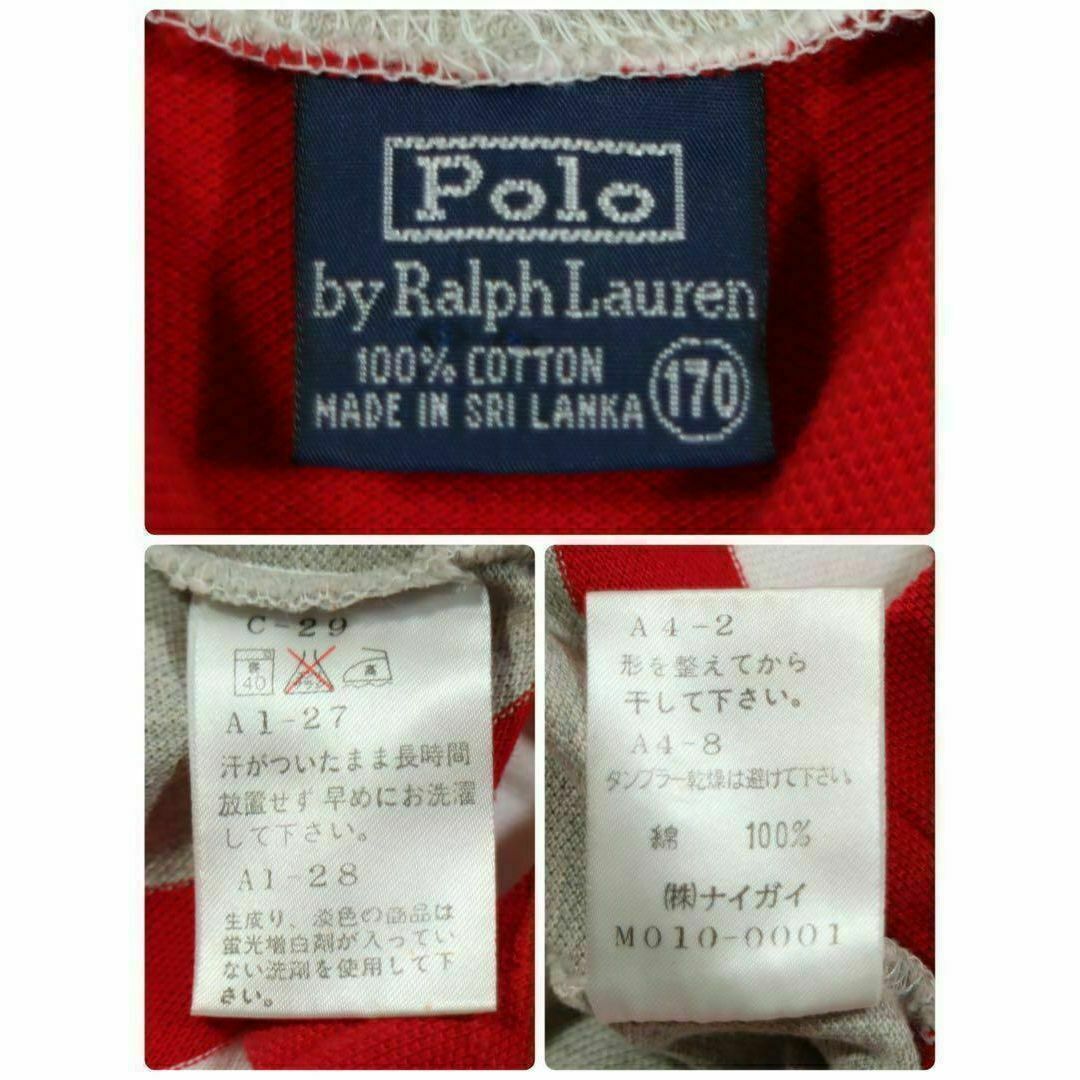 Polo
by Ralph Lauren
100% COTTON
MADE IN SRI LANKA
170
C-29
40
高
A1-27
汗がついたまま長時間
放置せず早めにお洗濯
して下さい。
A1-28
生成り、淡色の商品は
蛍光増白剤が入ってい
ない洗剤を使用して下
さい。
A4-2
形を整えてから
干して下さい。
A4-8
タンブラー乾燥は避けて下さい。
綿 100%
㈱ナイガイ
M010-0001